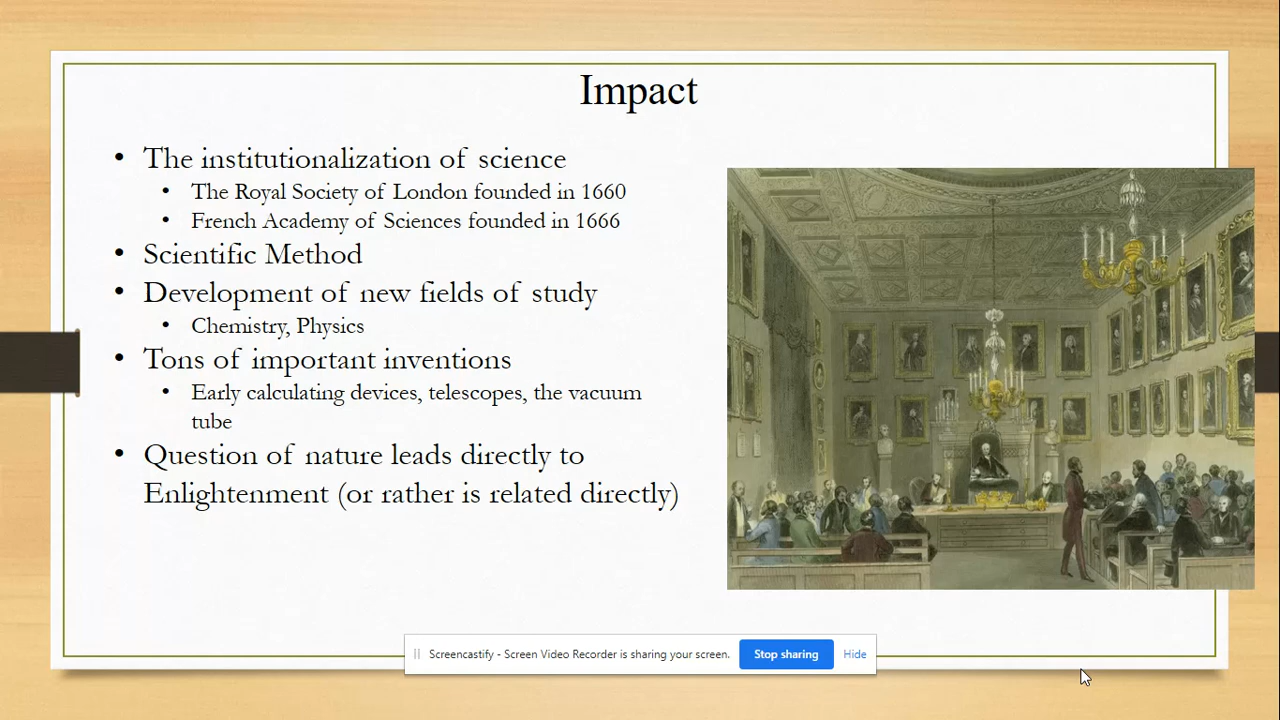 Impact
• The institutionalization of science
• The Royal Society of London founded in 1660
• French Academy of Sciences founded in 1666
• Scientific Method
• Development of new fields of study
• Chemistry, Physics
• Tons of important inventions
• Early calculating devices, telescopes, the vacuum
tube
• Question of nature leads directly to
Enlightenment (or rather is related directly)
Screencastify - Screen Video Recorder is sharing your screen. Stop sharing Hide